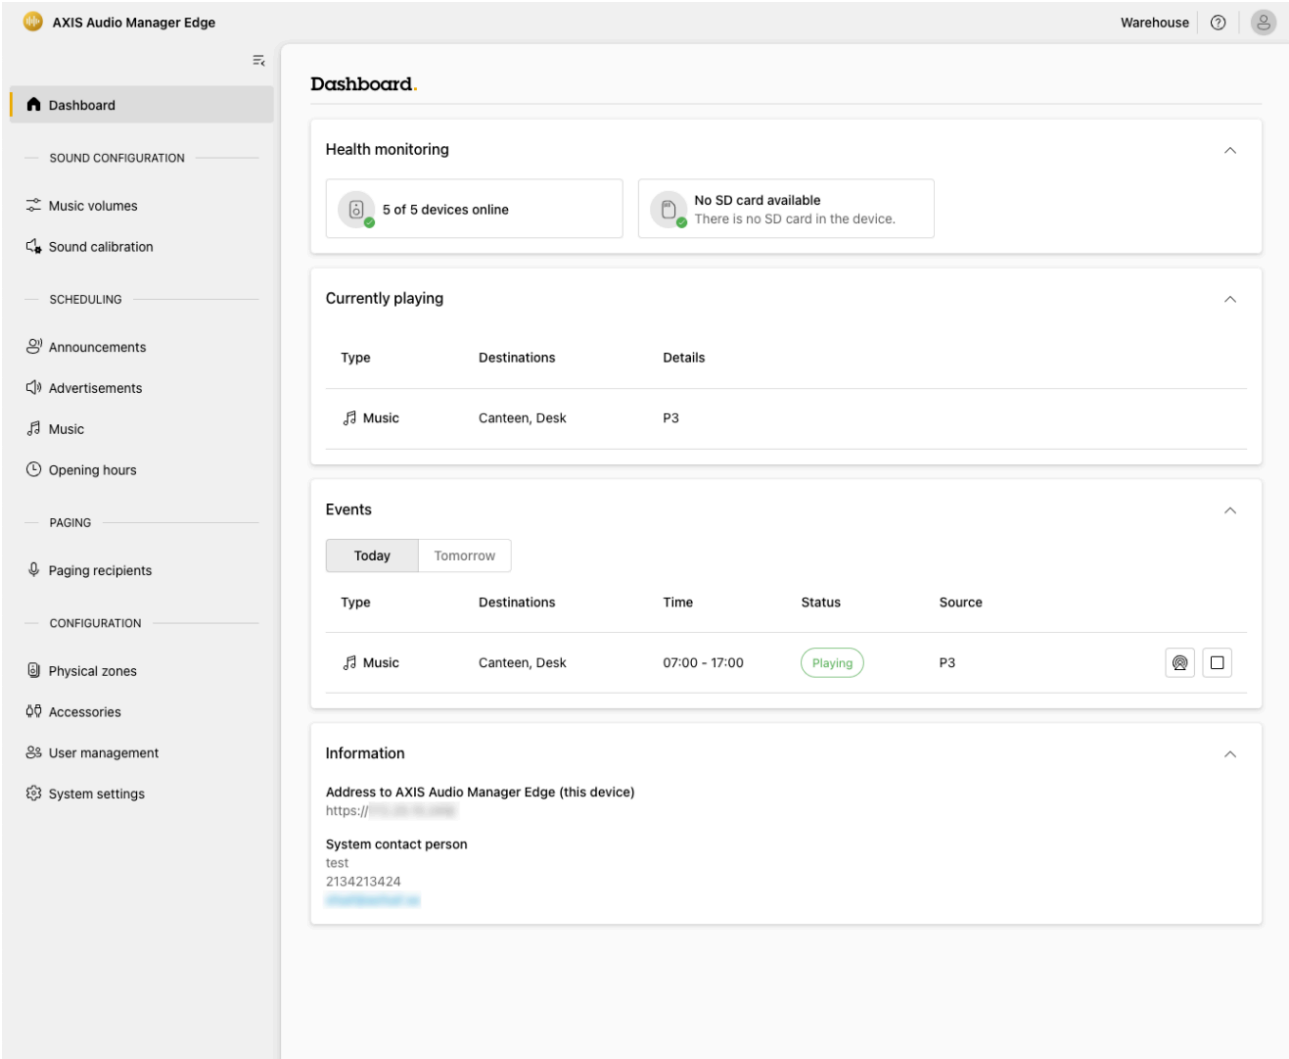 AXIS Audio Manager Edge
Warehouse
Dashboard
SOUND CONFIGURATION
Music volumes
Sound calibration
SCHEDULING
Announcements
Advertisements
Music
Opening hours
PAGING
Paging recipients
CONFIGURATION
Physical zones
Accessories
User management
System settings
Dashboard.
Health monitoring
5 of 5 devices online
No SD card available
There is no SD card in the device.
Currently playing
Type Destinations Details
Music Canteen, Desk P3
Events
Today Tomorrow
Type Destinations Time Status Source
Music Canteen, Desk 07:00 - 17:00 Playing P3
Information
Address to AXIS Audio Manager Edge (this device)
https://
System contact person
test
2134213424